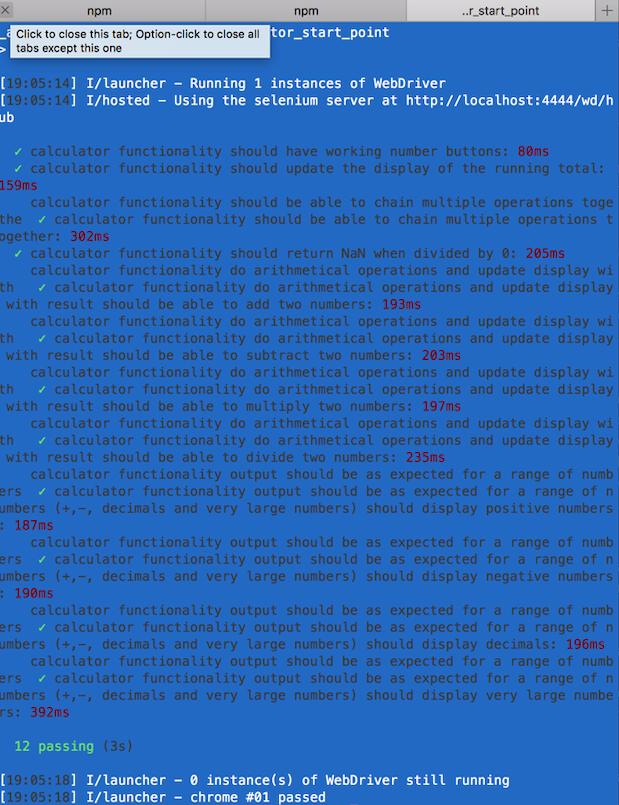 npm
npm
..r_start_point
Click to close this tab; Option-click to close all
tabs except this one
tor_start_point
>
[19:05:14] I/launcher – Running 1 instances of WebDriver
[19:05:14] I/hosted – Using the selenium server at http://localhost:4444/wd/h
ub
✓ calculator functionality should have working number buttons: 80ms
✓ calculator functionality should update the display of the running total:
159ms
calculator functionality should be able to chain multiple operations toge
the ✓ calculator functionality should be able to chain multiple operations t
ogether: 302ms
✓ calculator functionality should return NaN when divided by 0: 205ms
calculator functionality do arithmetical operations and update display wi
th ✓ calculator functionality do arithmetical operations and update display
with result should be able to add two numbers: 193ms
calculator functionality do arithmetical operations and update display wi
th ✓ calculator functionality do arithmetical operations and update display
with result should be able to subtract two numbers: 203ms
calculator functionality do arithmetical operations and update display wi
th ✓ calculator functionality do arithmetical operations and update display
with result should be able to multiply two numbers: 197ms
calculator functionality do arithmetical operations and update display wi
th ✓ calculator functionality do arithmetical operations and update display
with result should be able to divide two numbers: 235ms
calculator functionality output should be as expected for a range of numb
ers ✓ calculator functionality output should be as expected for a range of n
umbers (+,-, decimals and very large numbers) should display positive numbers
: 187ms
calculator functionality output should be as expected for a range of numb
ers ✓ calculator functionality output should be as expected for a range of n
umbers (+,-, decimals and very large numbers) should display negative numbers
: 190ms
calculator functionality output should be as expected for a range of numb
ers ✓ calculator functionality output should be as expected for a range of n
umbers (+,-, decimals and very large numbers) should display decimals: 196ms
calculator functionality output should be as expected for a range of numb
ers ✓ calculator functionality output should be as expected for a range of n
umbers (+,-, decimals and very large numbers) should display very large numbe
rs: 392ms
12 passing (3s)
[19:05:18] I/launcher – 0 instance(s) of WebDriver still running
[19:05:18] I/launcher – chrome #01 passed